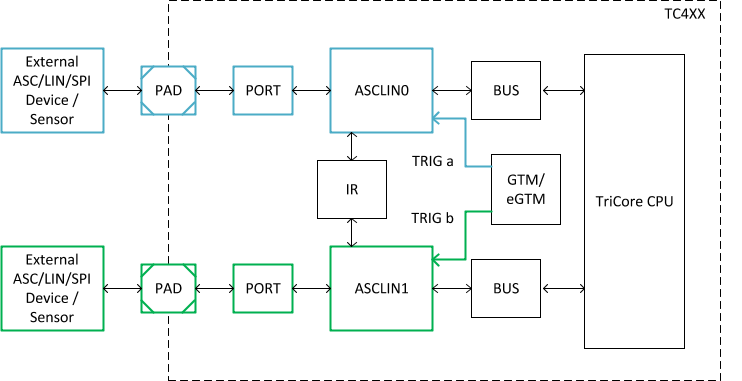 TC4XX
External
ASC/LIN/SPI
Device /
Sensor
PAD
PORT
ASCLIN0
BUS
TRIG a
GTM/
eGTM
IR
TriCore CPU
TRIG b
External
ASC/LIN/SPI
Device /
Sensor
PAD
PORT
ASCLIN1
BUS